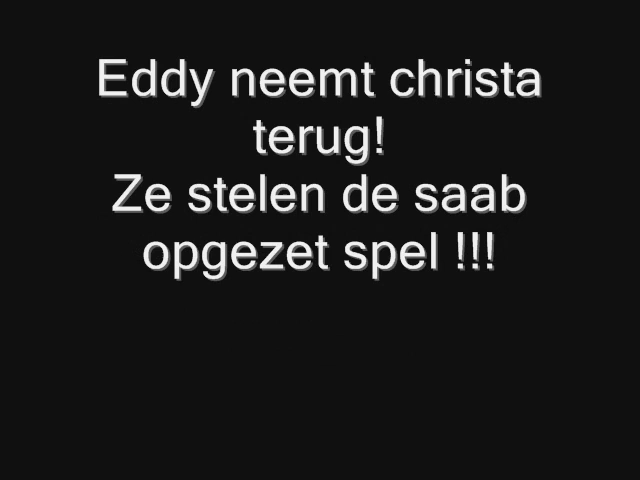 Eddy neemt christa
terug!
Ze stelen de saab
opgezet spel !!!